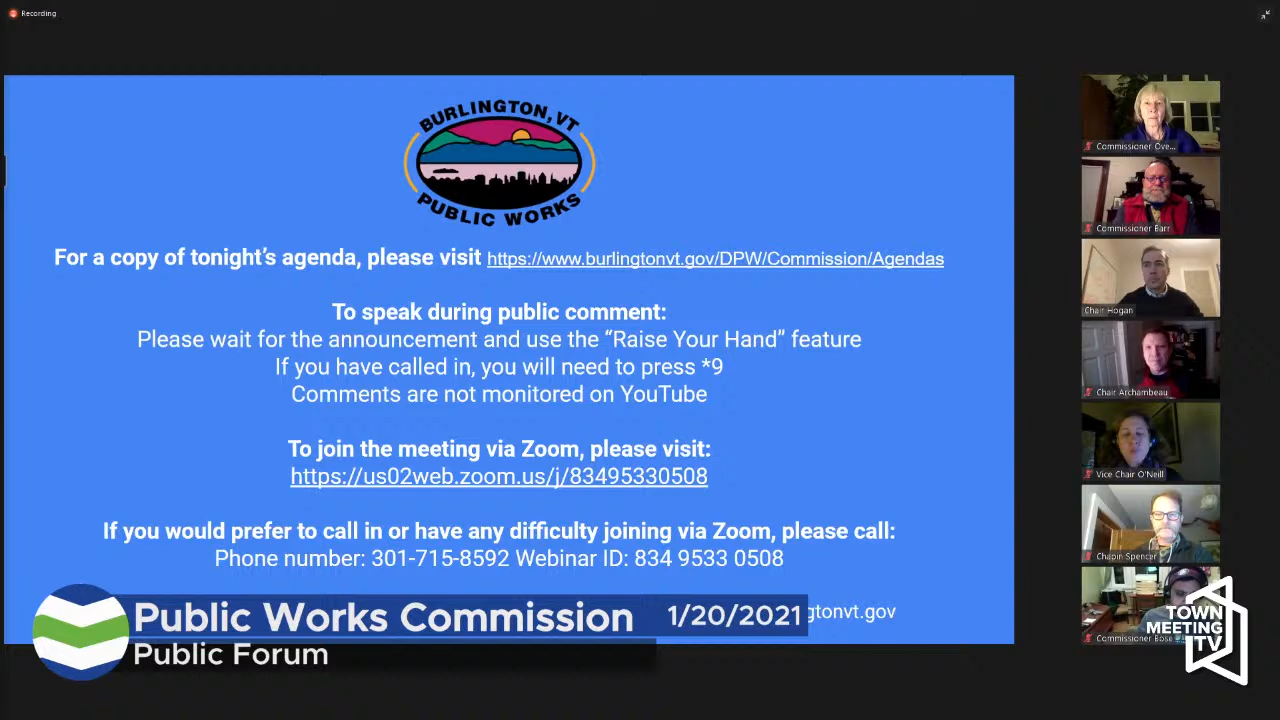 Recording
BURLINGTON, VT
PUBLIC WORKS
For a copy of tonight's agenda, please visit https://www.burlingtonvt.gov/DPW/Commission/Agendas
To speak during public comment:
Please wait for the announcement and use the “Raise Your Hand” feature
If you have called in, you will need to press *9
Comments are not monitored on YouTube
To join the meeting via Zoom, please visit:
https://us02web.zoom.us/j/83495330508
If you would prefer to call in or have any difficulty joining via Zoom, please call:
Phone number: 301-715-8592 Webinar ID: 834 9533 0508
gtonvt.gov
Public Works Commission 1/20/2021
Public Forum
Commissioner Ove...
Commissioner Barr
Chair Hogan
Chair Archambeau
Vice Chair O'Neill
Chapin Spencer
Commissioner Bose
TOWN
MEETING
TV